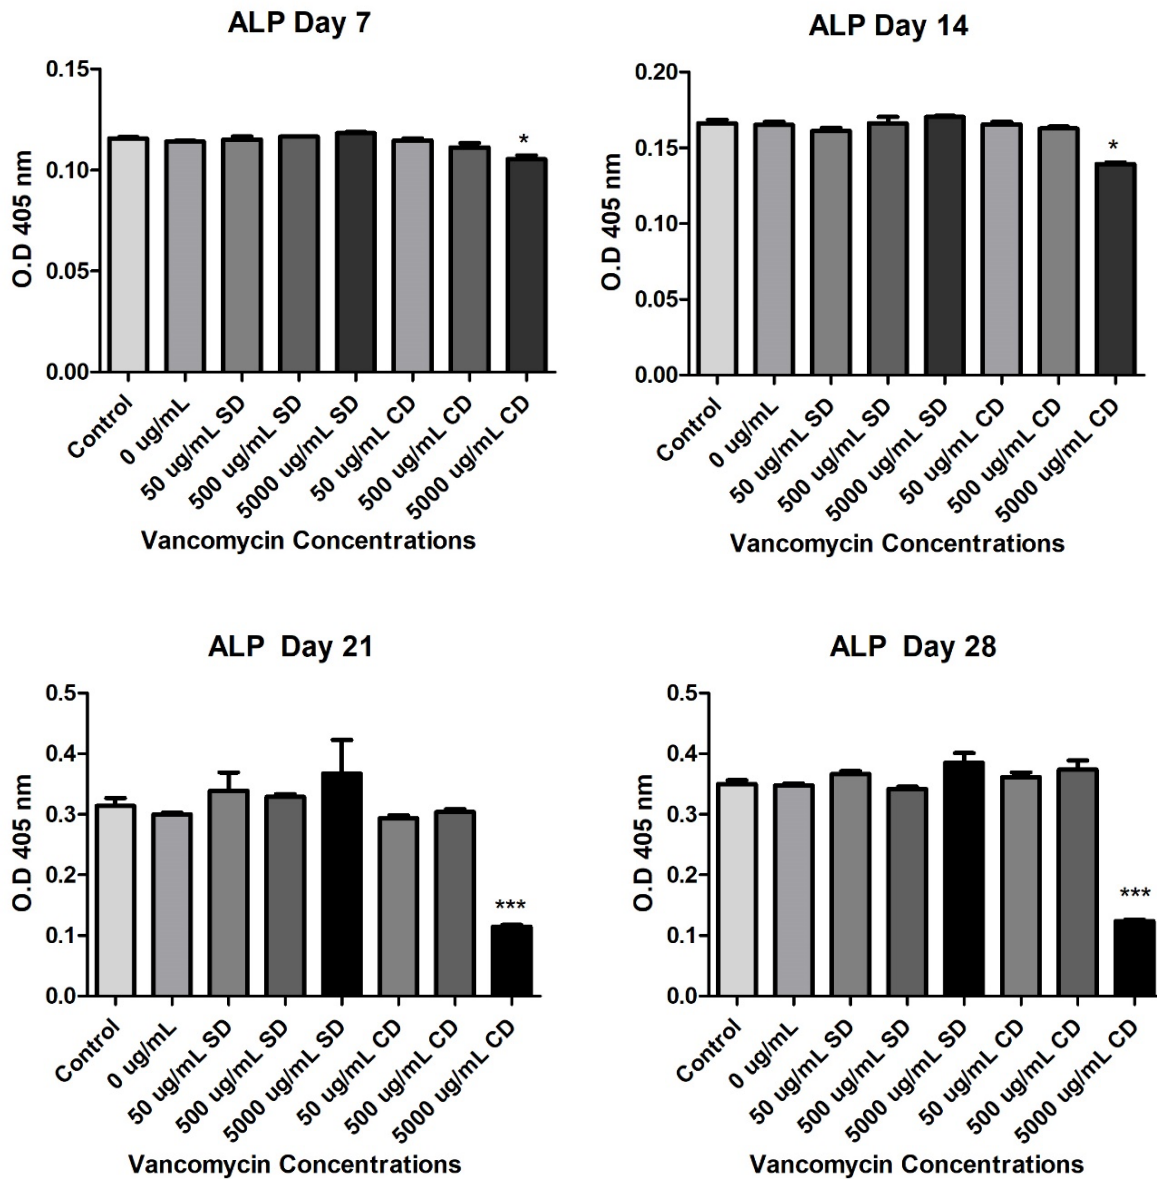 ALP Day 7
0.15
0.10
0.05
0.00
O.D 405 nm
*
Control
0 ug/mL
50 ug/mL SD
500 ug/mL SD
5000 ug/mL SD
50 ug/mL CD
500 ug/mL CD
5000 ug/mL CD
Vancomycin Concentrations
ALP Day 14
0.20
0.15
0.10
0.05
0.00
O.D 405 nm
*
Control
0 ug/mL
50 ug/mL SD
500 ug/mL SD
5000 ug/mL SD
50 ug/mL CD
500 ug/mL CD
5000 ug/mL CD
Vancomycin Concentrations
ALP  Day 21
0.5
0.4
0.3
0.2
0.1
0.0
O.D 405 nm
***
Control
0 ug/mL
50 ug/mL SD
500 ug/mL SD
5000 ug/mL SD
50 ug/mL CD
500 ug/mL CD
5000 ug/mL CD
Vancomycin Concentrations
ALP  Day 28
0.5
0.4
0.3
0.2
0.1
0.0
O.D 405 nm
***
Control
0 ug/mL
50 ug/mL SD
500 ug/mL SD
5000 ug/mL SD
50 ug/mL CD
500 ug/mL CD
5000 ug/mL CD
Vancomycin Concentrations